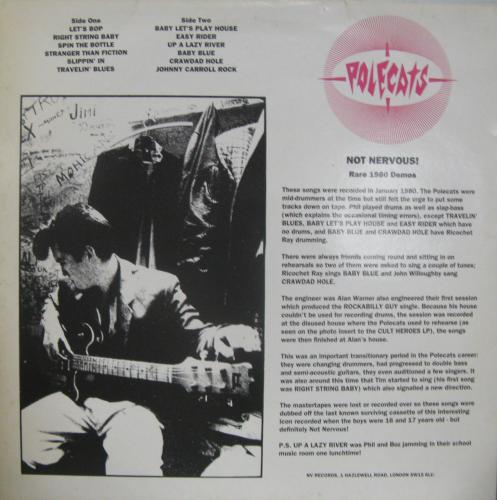 Side One
LET'S BOP
RIGHT STRING BABY
SPIN THE BOTTLE
STRANGER THAN FICTION
SLIPPIN' IN
TRAVELIN' BLUES
Side Two
BABY LET'S PLAY HOUSE
EASY RIDER
UP A LAZY RIVER
BABY BLUE
CRAWDAD HOLE
JOHNNY CARROLL ROCK
POLECATS
Jimi
NOT NERVOUS!
Rare 1980 Demos
These songs were recorded in January 1980. The Polecats were
mid-drummers at the time but still felt the urge to put some
tracks down on tape. Phil played drums as well as slap-bass
(which explains the occasional timing errors), except TRAVELIN'
BLUES, BABY LET'S PLAY HOUSE and EASY RIDER which have
no drums, and BABY BLUE and CRAWDAD HOLE have Ricochet
Ray drumming.
There were always friends coming round and sitting in on
rehearsals so two of them were asked to sing a couple of tunes;
Ricochet Ray sings BABY BLUE and John Willoughby sang
CRAWDAD HOLE.
The engineer was Alan Warner also engineered their first session
which produced the ROCKABILLY GUY single. Because his house
couldn't be used for recording drums, the session was recorded
at the disused house where the Polecats used to rehearse (as
seen on the photo insert to the CULT HEROES LP), the songs
were then finished at Alan's house.
This was an important transitionary period in the Polecats career:
they were changing drummers, had progressed to double bass
and semi-acoustic guitars, they even auditioned a few singers. It
was also around this time that Tim started to sing (his first song
was RIGHT STRING BABY) which also signalled a new direction.
The mastertapes were lost or recorded over so these songs were
dubbed off the last known surviving cassette of this interesting
icon recorded when the boys were 16 and 17 years old - but
definitely Not Nervous!
P.S. UP A LAZY RIVER was Phil and Boz jamming in their school
music room one lunchtime!
NV RECORDS, 1 HAZLEWELL ROAD, LONDON SW15 6LU.